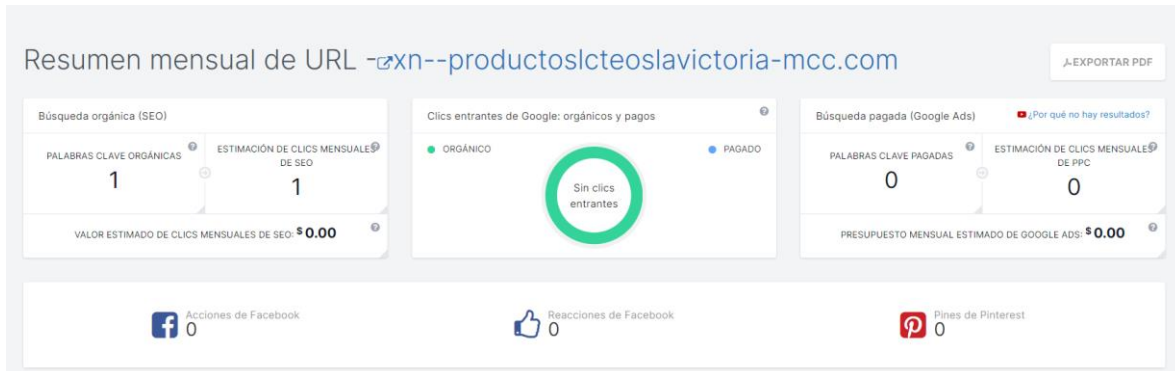 Resumen mensual de URL - xn--productoslcteoslavictoria-mcc.com
EXPORTAR PDF
Búsqueda orgánica (SEO)
PALABRAS CLAVE ORGÁNICAS
1
ESTIMACIÓN DE CLICS MENSUALES
DE SEO
1
VALOR ESTIMADO DE CLICS MENSUALES DE SEO: $0.00
Clics entrantes de Google: orgánicos y pagos
ORGÁNICO
PAGADO
Sin clics
entrantes
Búsqueda pagada (Google Ads)
¿Por qué no hay resultados?
PALABRAS CLAVE PAGADAS
0
ESTIMACIÓN DE CLICS MENSUALES
DE PPC
0
PRESUPUESTO MENSUAL ESTIMADO DE GOOGLE ADS: $0.00
Acciones de Facebook
0
Reacciones de Facebook
0
Pines de Pinterest
0